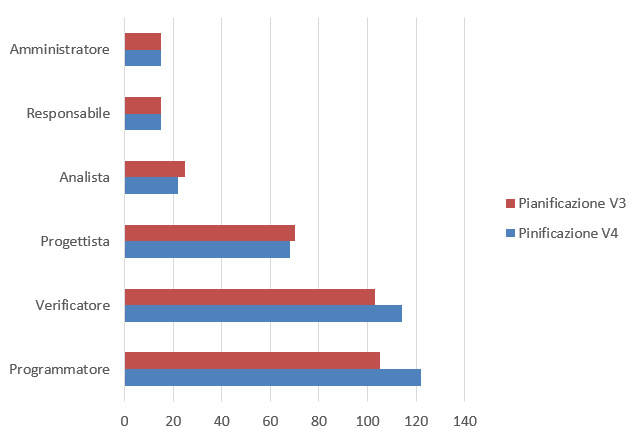 Amministratore
Responsabile
Analista
Progettista
Verificatore
Programmatore
0 20 40 60 80 100 120 140
Pianificazione V3
Pinificazione V4